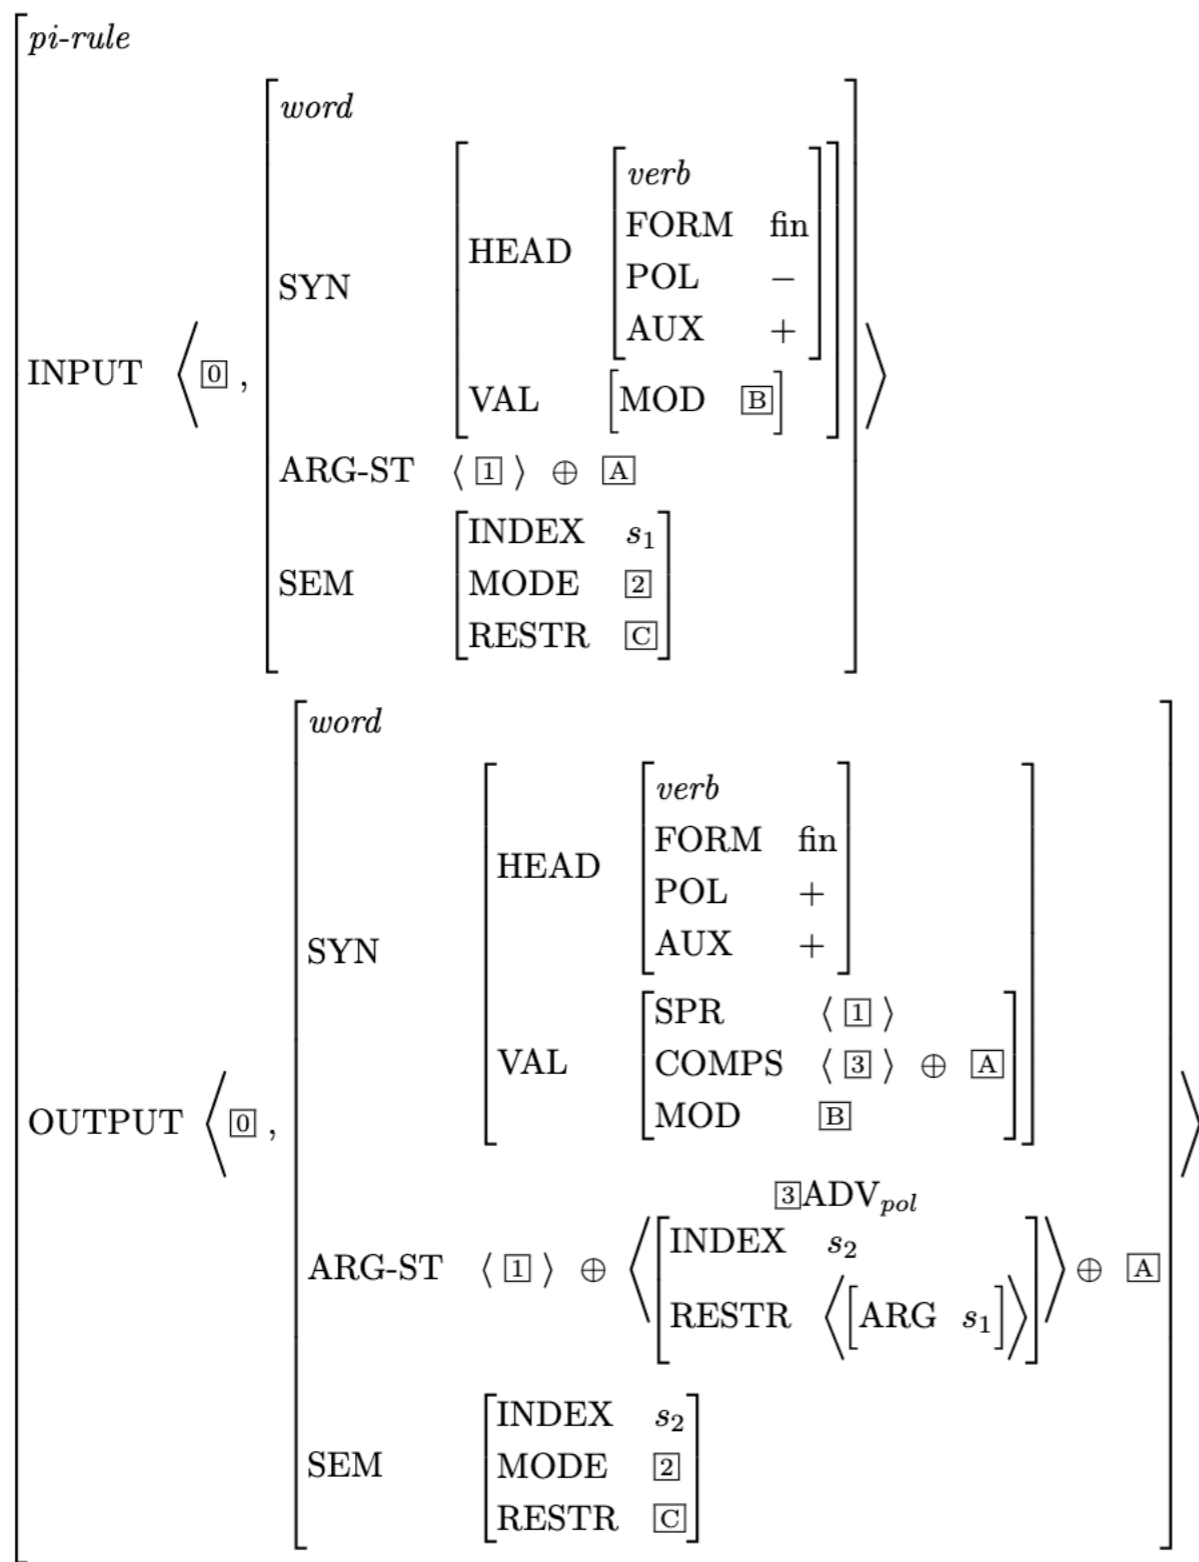 pi-rule
word
verb
FORM fin
HEAD
POL −
SYN
AUX +
INPUT ⟨ 0 ,
VAL [MOD B] ⟩
ARG-ST ⟨ 1 ⟩ ⊕ A
INDEX s₁
SEM MODE 2
RESTR C
word
verb
FORM fin
HEAD
POL +
SYN
AUX +
SPR ⟨ 1 ⟩
VAL COMPS ⟨ 3 ⟩ ⊕ A
MOD B
OUTPUT ⟨ 0 , ⟩
3 ADV_pol
INDEX s₂
ARG-ST ⟨ 1 ⟩ ⊕ ⟨ ⟩ ⊕ A
RESTR ⟨[ARG s₁]⟩
INDEX s₂
SEM MODE 2
RESTR C